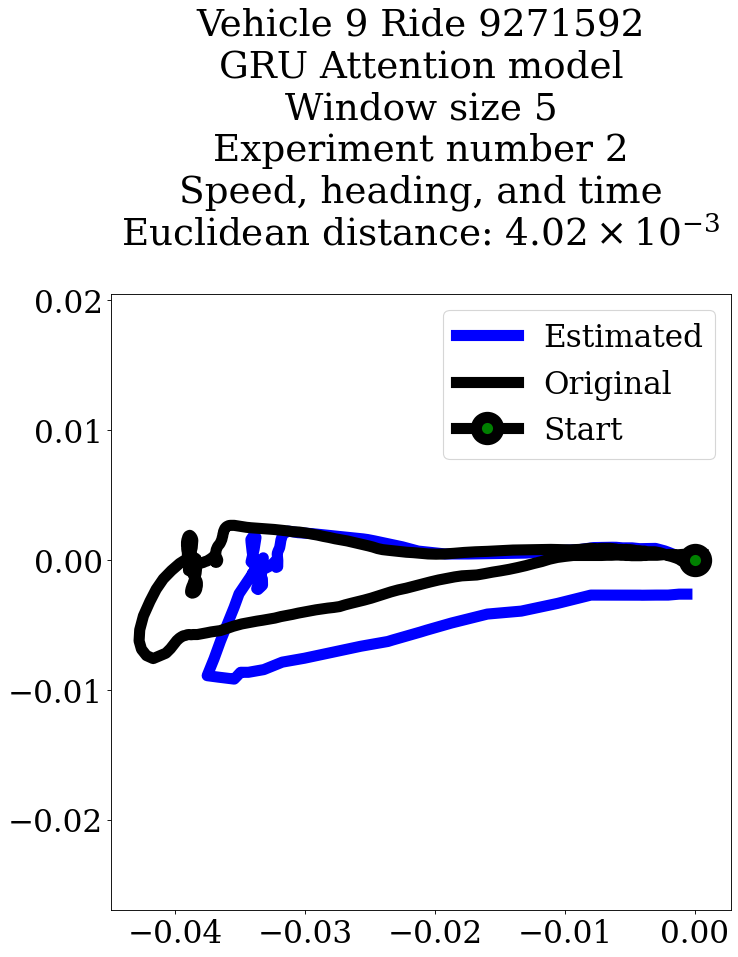 Vehicle 9 Ride 9271592
GRU Attention model
Window size 5
Experiment number 2
Speed, heading, and time
Euclidean distance: 4.02 × 10⁻³
Estimated
Original
Start
0.02
0.01
0.00
−0.01
−0.02
−0.04 −0.03 −0.02 −0.01 0.00